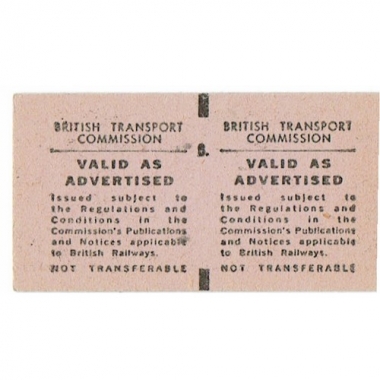 BRITISH TRANSPORT
COMMISSION
VALID AS
ADVERTISED
Issued subject to
the Regulations and
Conditions in the
Commission's Publications
and Notices applicable
to British Railways.
NOT TRANSFERABLE
B.
BRITISH TRANSPORT
COMMISSION
VALID AS
ADVERTISED
Issued subject to
the Regulations and
Conditions in the
Commission's Publications
and Notices applicable
to British Railways.
NOT TRANSFERABLE